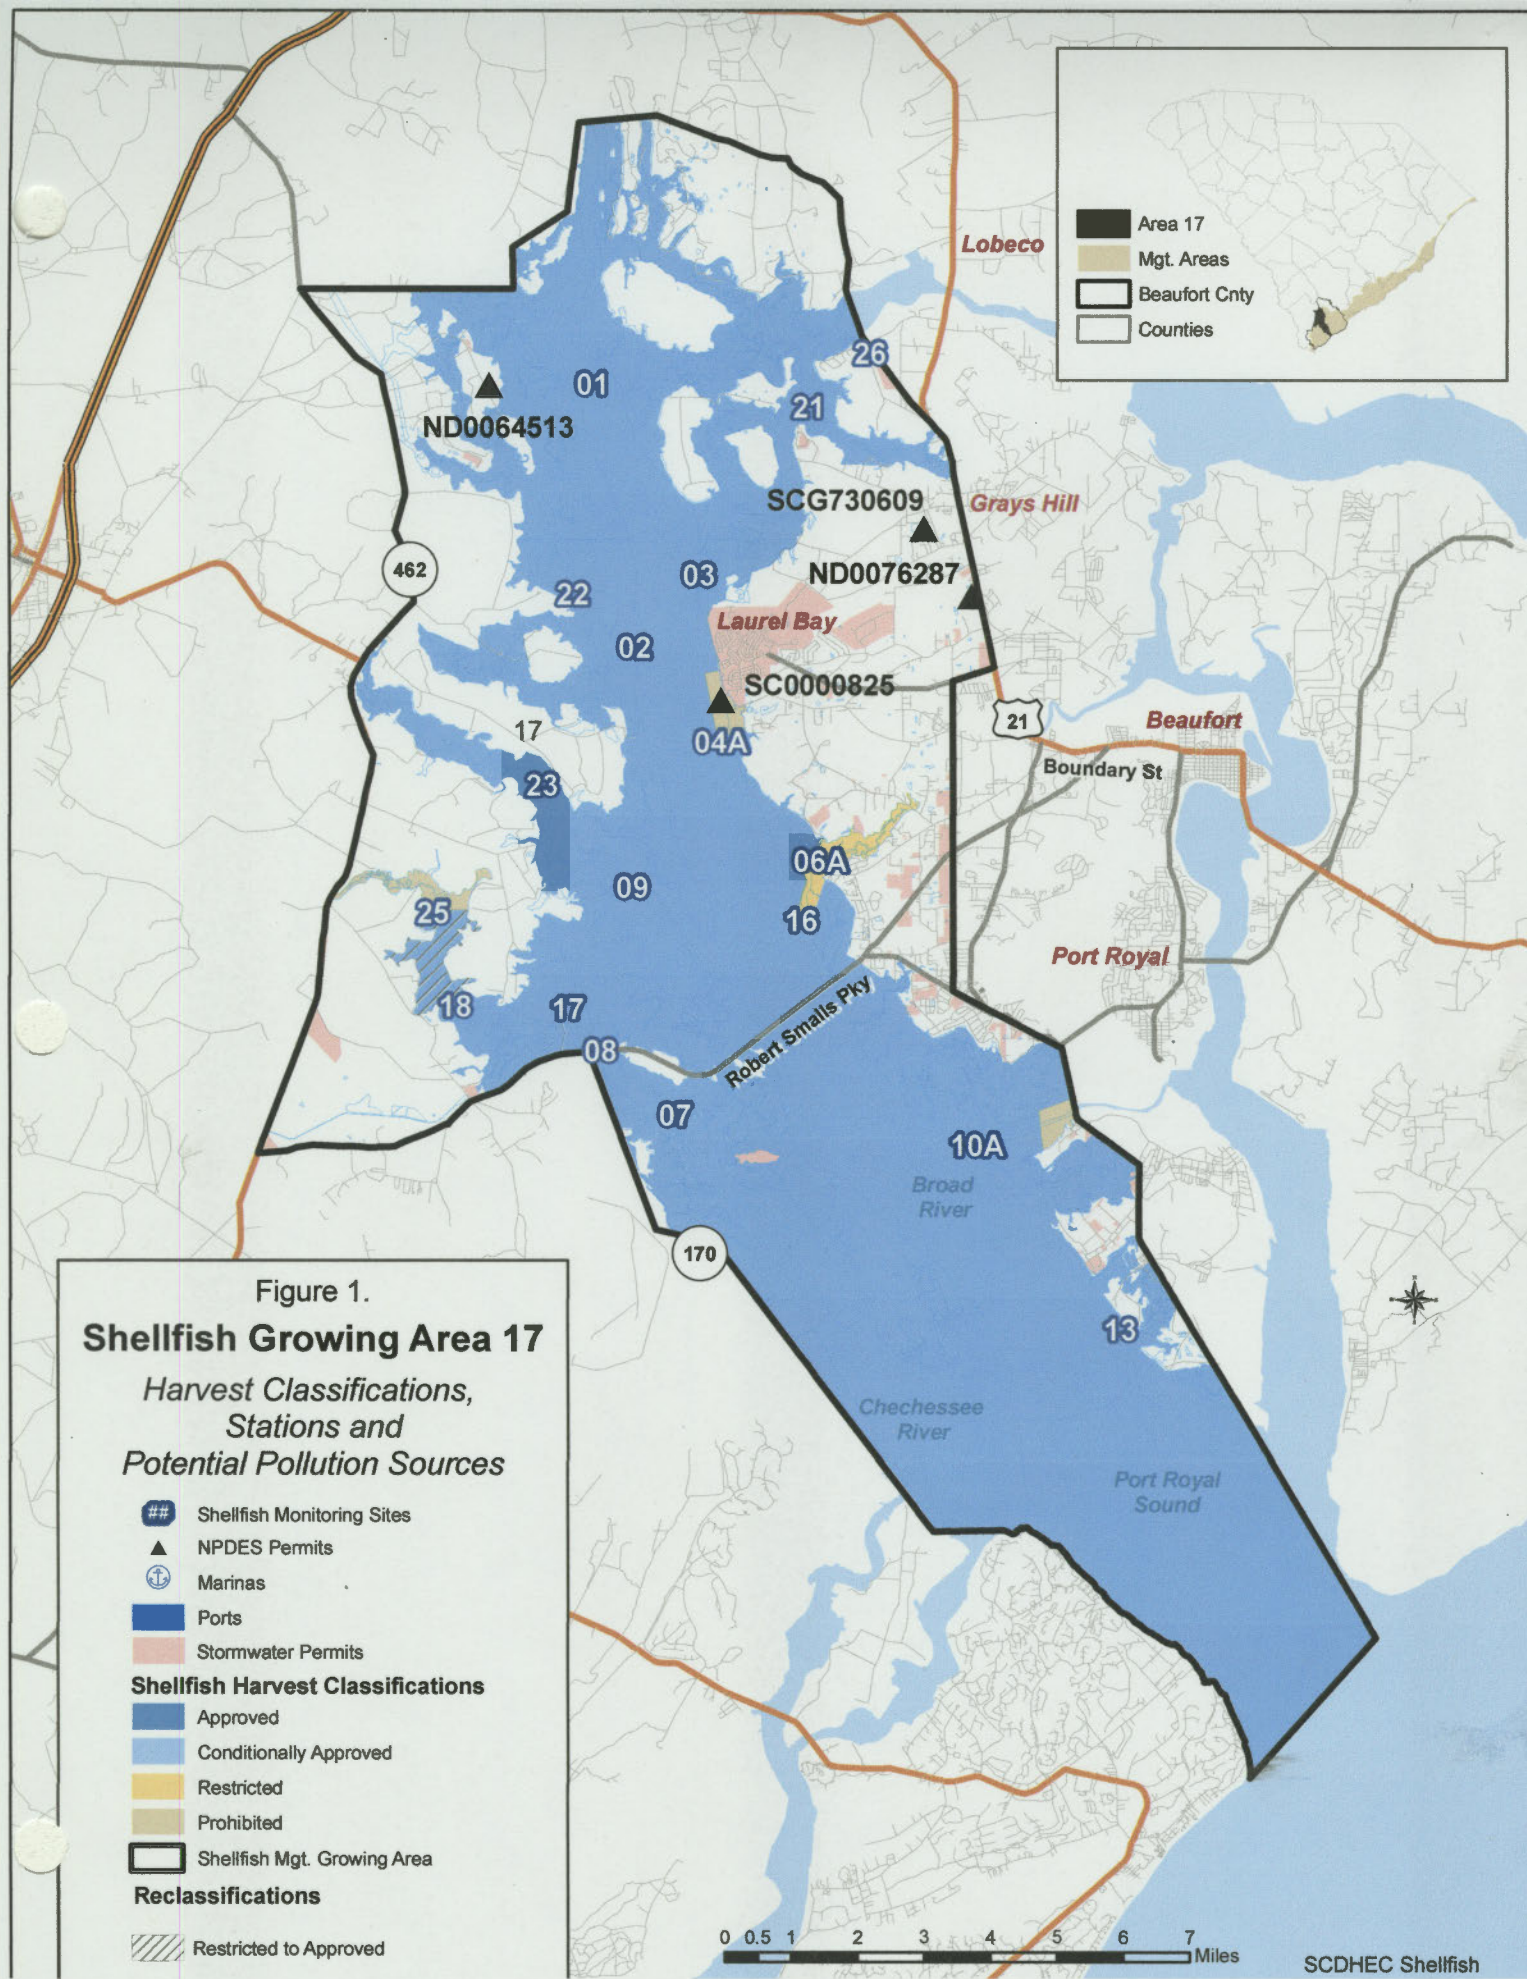 Lobeco
Area 17
Mgt. Areas
Beaufort Cnty
Counties
26
01
21
ND0064513
SCG730609
Grays Hill
462
03
ND0076287
22
Laurel Bay
02
SC0000825
17
04A
21
Beaufort
Boundary St
23
06A
09
25
16
Port Royal
18
17
08
Robert Smalls Pky
07
10A
Broad
River
170
13
Chechessee
River
Port Royal
Sound
Figure 1.
Shellfish Growing Area 17
Harvest Classifications,
Stations and
Potential Pollution Sources
## Shellfish Monitoring Sites
NPDES Permits
Marinas
Ports
Stormwater Permits
Shellfish Harvest Classifications
Approved
Conditionally Approved
Restricted
Prohibited
Shellfish Mgt. Growing Area
Reclassifications
Restricted to Approved
0 0.5 1 2 3 4 5 6 7
Miles
SCDHEC Shellfish